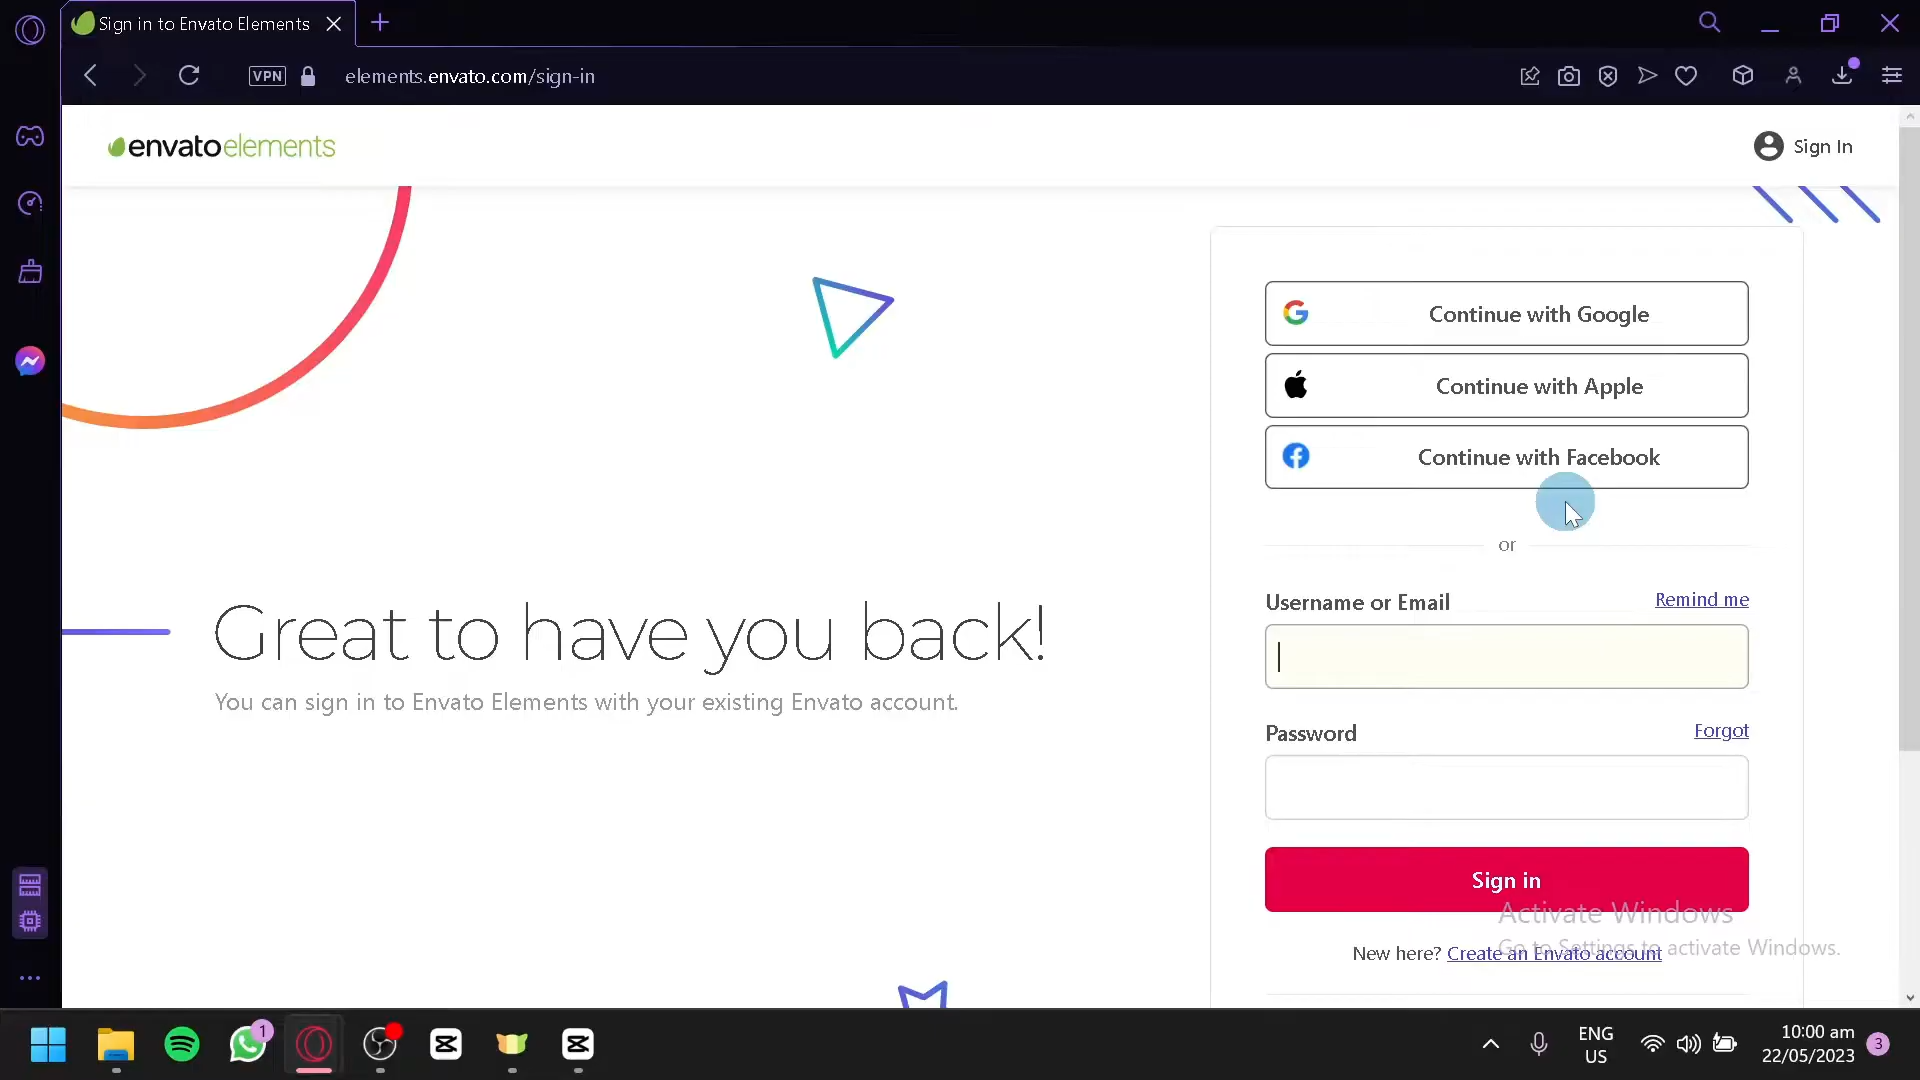 Sign in to Envato Elements
VPN
elements.envato.com/sign-in
envatoelements
Sign In
Continue with Google
Continue with Apple
Continue with Facebook
or
Username or Email
Remind me
Great to have you back!
You can sign in to Envato Elements with your existing Envato account.
Password
Forgot
Sign in
Activate Windows
Go to Settings to activate Windows.
New here? Create an Envato account
1
ENG
US
10:00 am
22/05/2023
3